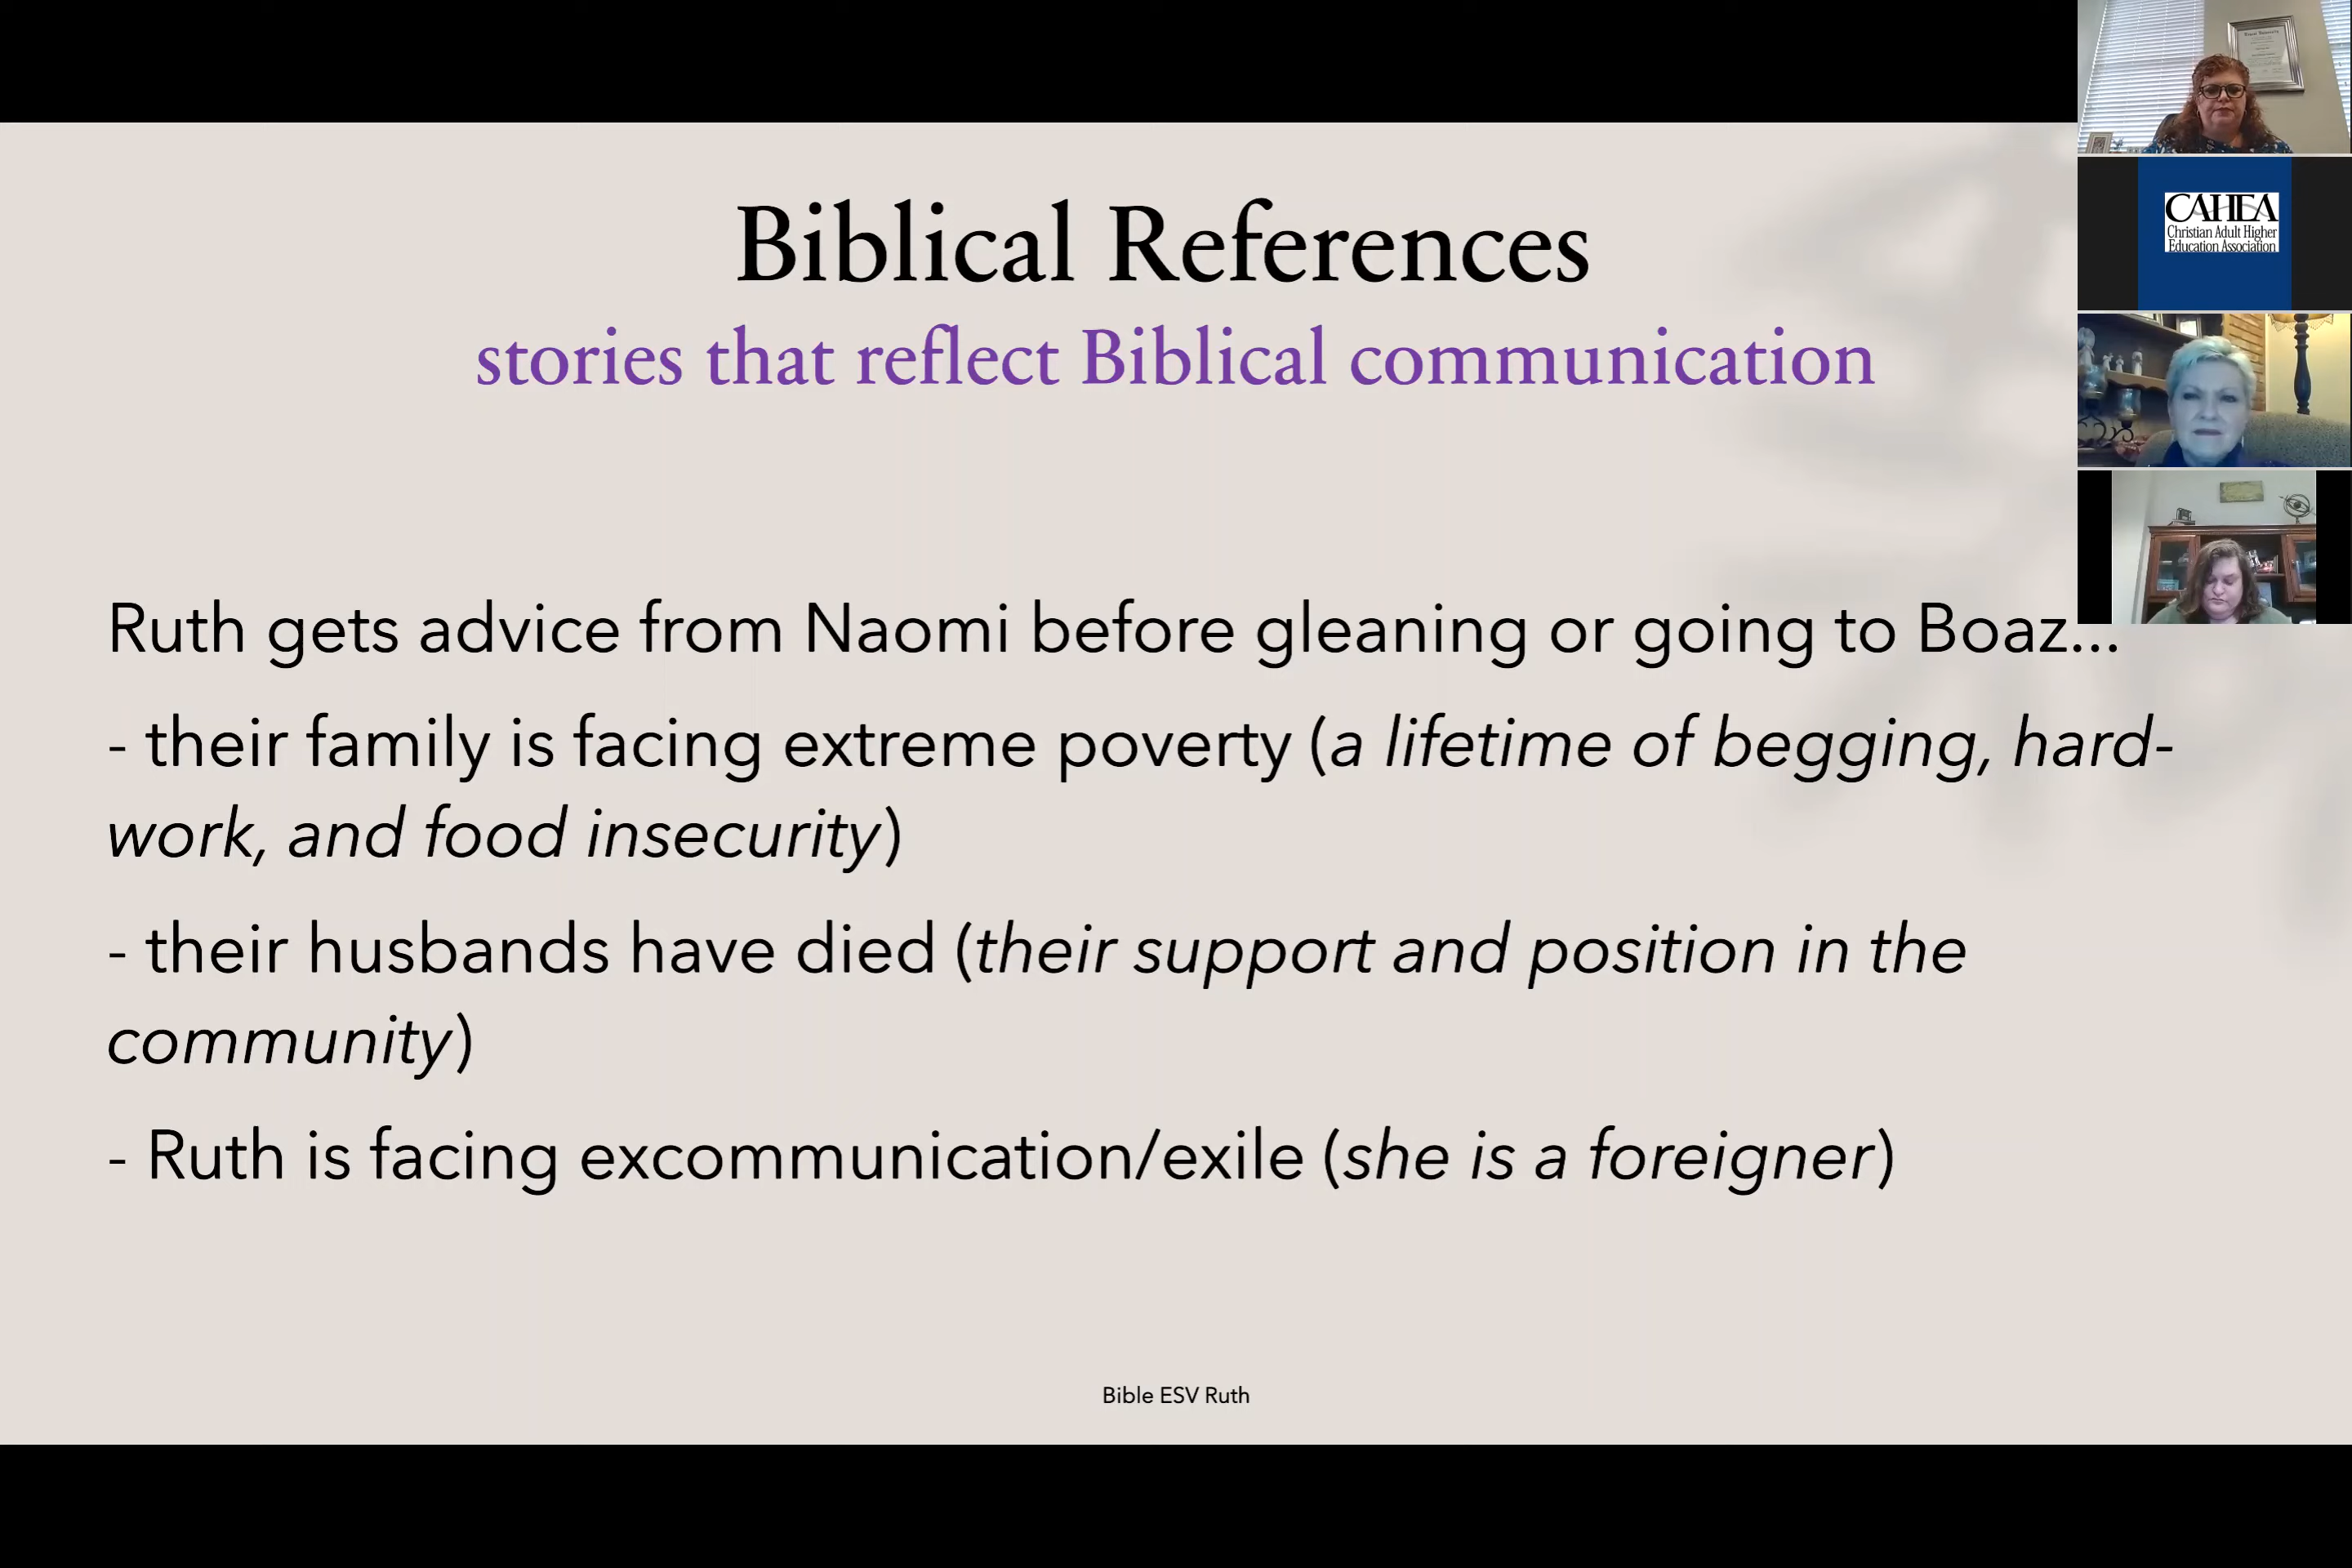 Biblical References
stories that reflect Biblical communication
Ruth gets advice from Naomi before gleaning or going to Boaz...
- their family is facing extreme poverty (a lifetime of begging, hard-
work, and food insecurity)
- their husbands have died (their support and position in the
community)
- Ruth is facing excommunication/exile (she is a foreigner)
Bible ESV Ruth
CAHEA
Christian Adult Higher
Education Association